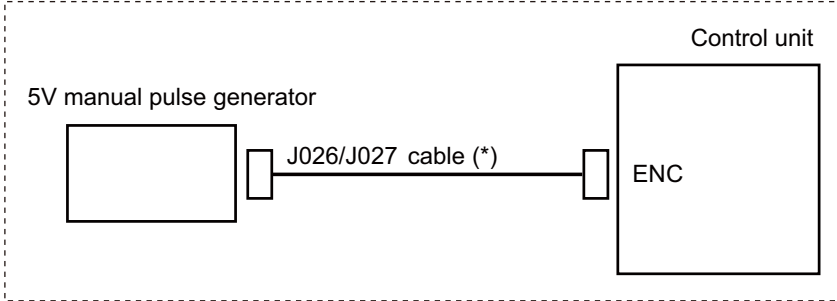 Control unit
5V manual pulse generator
J026/J027 cable (*)
ENC